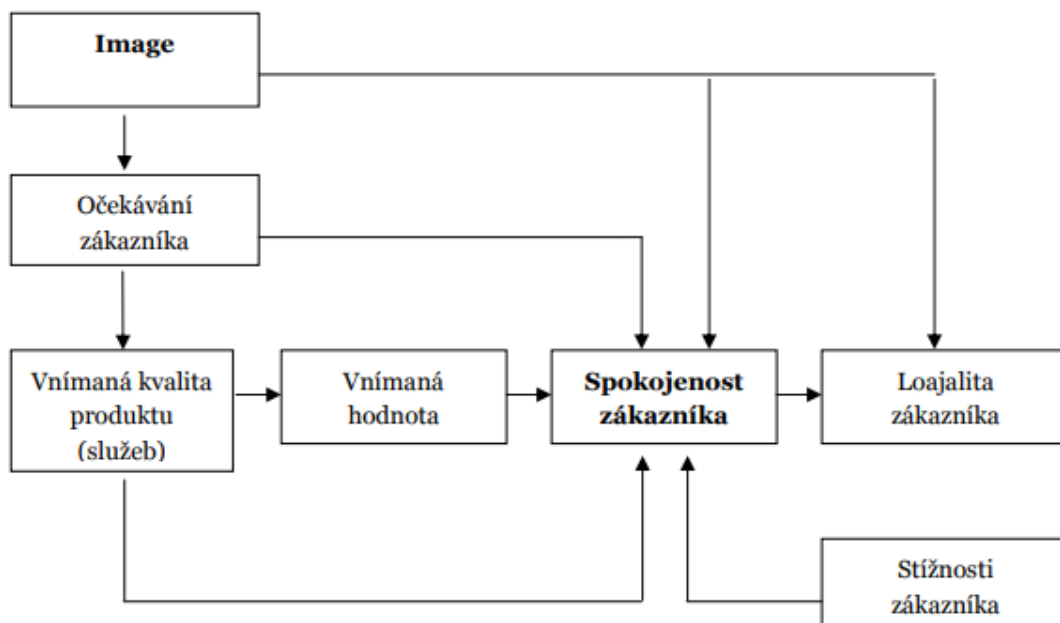 Image
Očekávání
zákazníka
Vnímaná kvalita
produktu
(služeb)
Vnímaná
hodnota
Spokojenost
zákazníka
Loajalita
zákazníka
Stížnosti
zákazníka